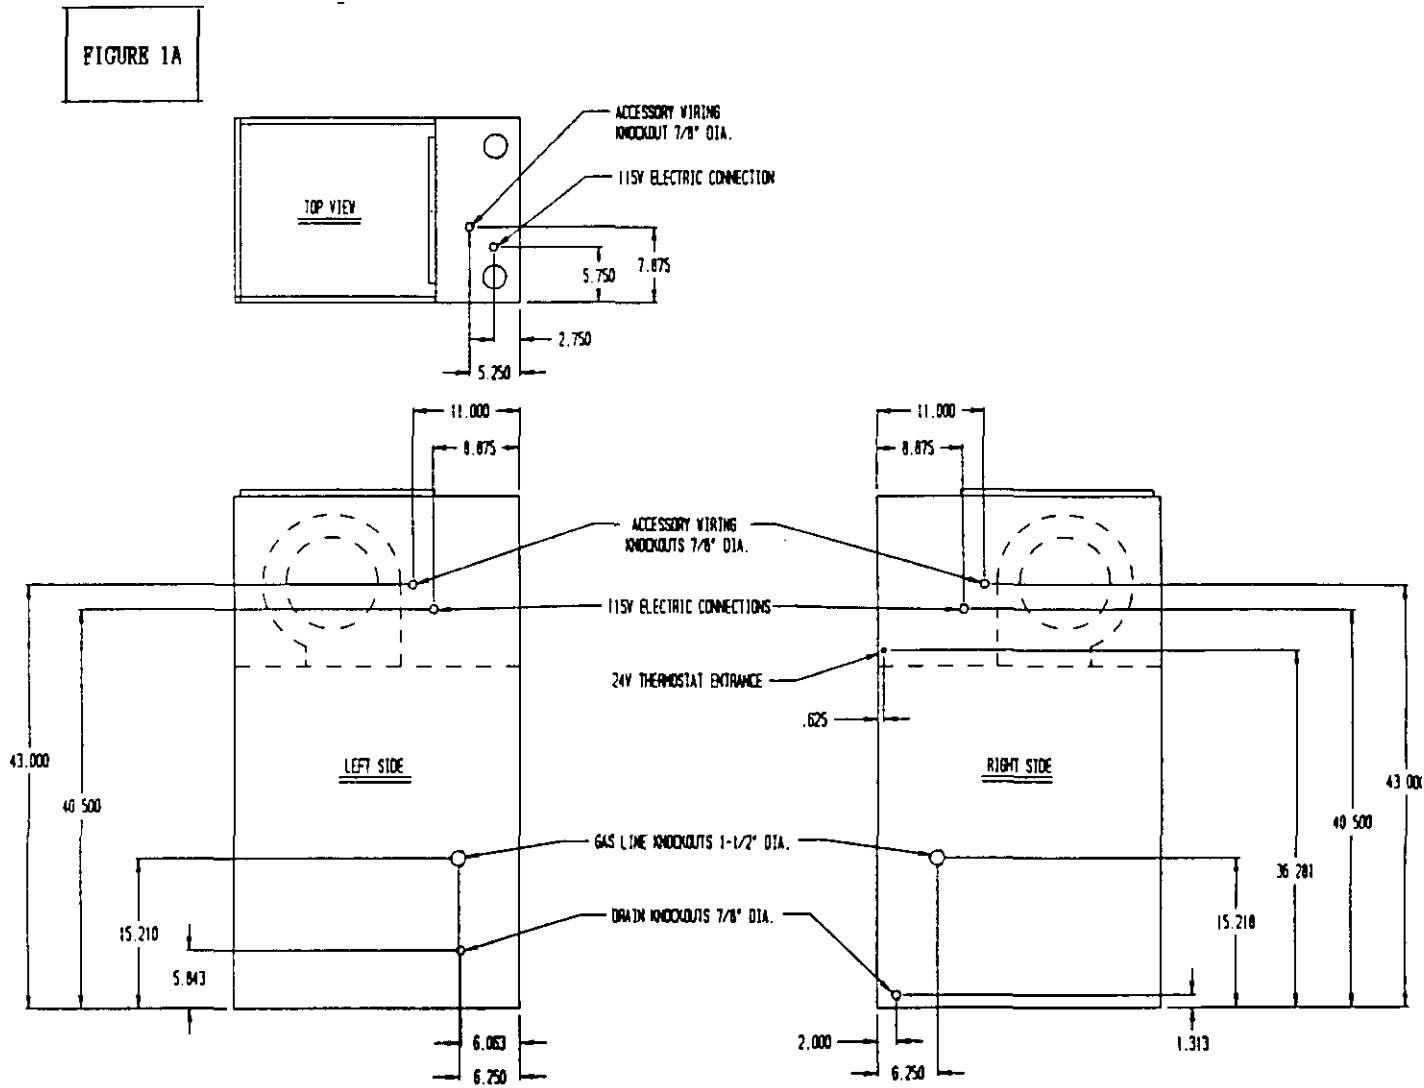 FIGURE 1A
ACCESSORY WIRING
KNOCKOUT 7/8" DIA.
115V ELECTRIC CONNECTION
TOP VIEW
7.875
5.750
2.750
5.250
11.000
11.000
8.875
8.875
ACCESSORY WIRING
KNOCKOUTS 7/8" DIA.
115V ELECTRIC CONNECTIONS
24V THERMOSTAT ENTRANCE
.625
43.000
LEFT SIDE
RIGHT SIDE
43.000
40.500
40.500
GAS LINE KNOCKOUTS 1-1/2" DIA.
36.281
DRAIN KNOCKOUTS 7/8" DIA.
15.210
15.210
5.843
6.063
2.000
1.313
6.250
6.250